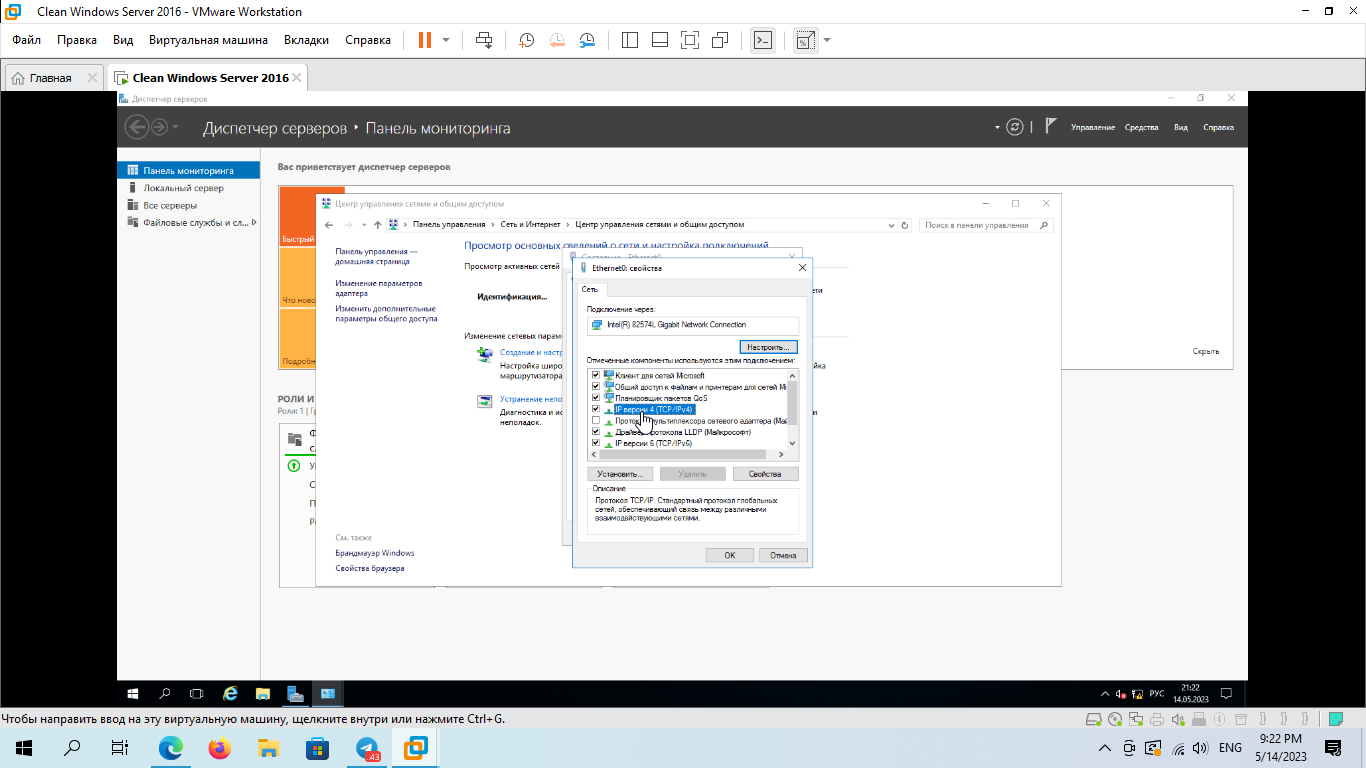 Clean Windows Server 2016 - VMware Workstation
Файл Правка Вид Виртуальная машина Вкладки Справка
Главная
Clean Windows Server 2016
Диспетчер серверов
Диспетчер серверов Панель мониторинга
Управление Средства Вид Справка
Панель мониторинга
Локальный сервер
Все серверы
Файловые службы и сл...
Вас приветствует диспетчер серверов
Быстрый
Что ново
Подробн
Скрыть
РОЛИ И
Роли: 1
Центр управления сетями и общим доступом
Панель управления Сеть и Интернет Центр управления сетями и общим доступом
Поиск в панели управления
Панель управления —
домашняя страница
Изменение параметров
адаптера
Изменить дополнительные
параметры общего доступа
См. также
Брандмауэр Windows
Свойства браузера
Просмотр основных сведений о сети и настройка подключений
Просмотр активных сетей
Идентификация...
Изменение сетевых парам
Создание и настр
Настройка широ
маршрутизатора
Устранение непо
Диагностика и ис
неполадок.
Состояние - Ethernet0
Ethernet0: свойства
Сеть
Подключение через:
Intel(R) 82574L Gigabit Network Connection
Настроить...
Отмеченные компоненты используются этим подключением:
Клиент для сетей Microsoft
Общий доступ к файлам и принтерам для сетей Mi
Планировщик пакетов QoS
IP версии 4 (TCP/IPv4)
мультиплексора сетевого адаптера (Май
Драйвер протокола LLDP (Майкрософт)
IP версии 6 (TCP/IPv6)
Установить... Удалить Свойства
Описание
Протокол TCP/IP. Стандартный протокол глобальных
сетей, обеспечивающий связь между различными
взаимодействующими сетями.
OK Отмена
РУС
21:22
14.05.2023
Чтобы направить ввод на эту виртуальную машину, щелкните внутри или нажмите Ctrl+G.
43
ENG
9:22 PM
5/14/2023